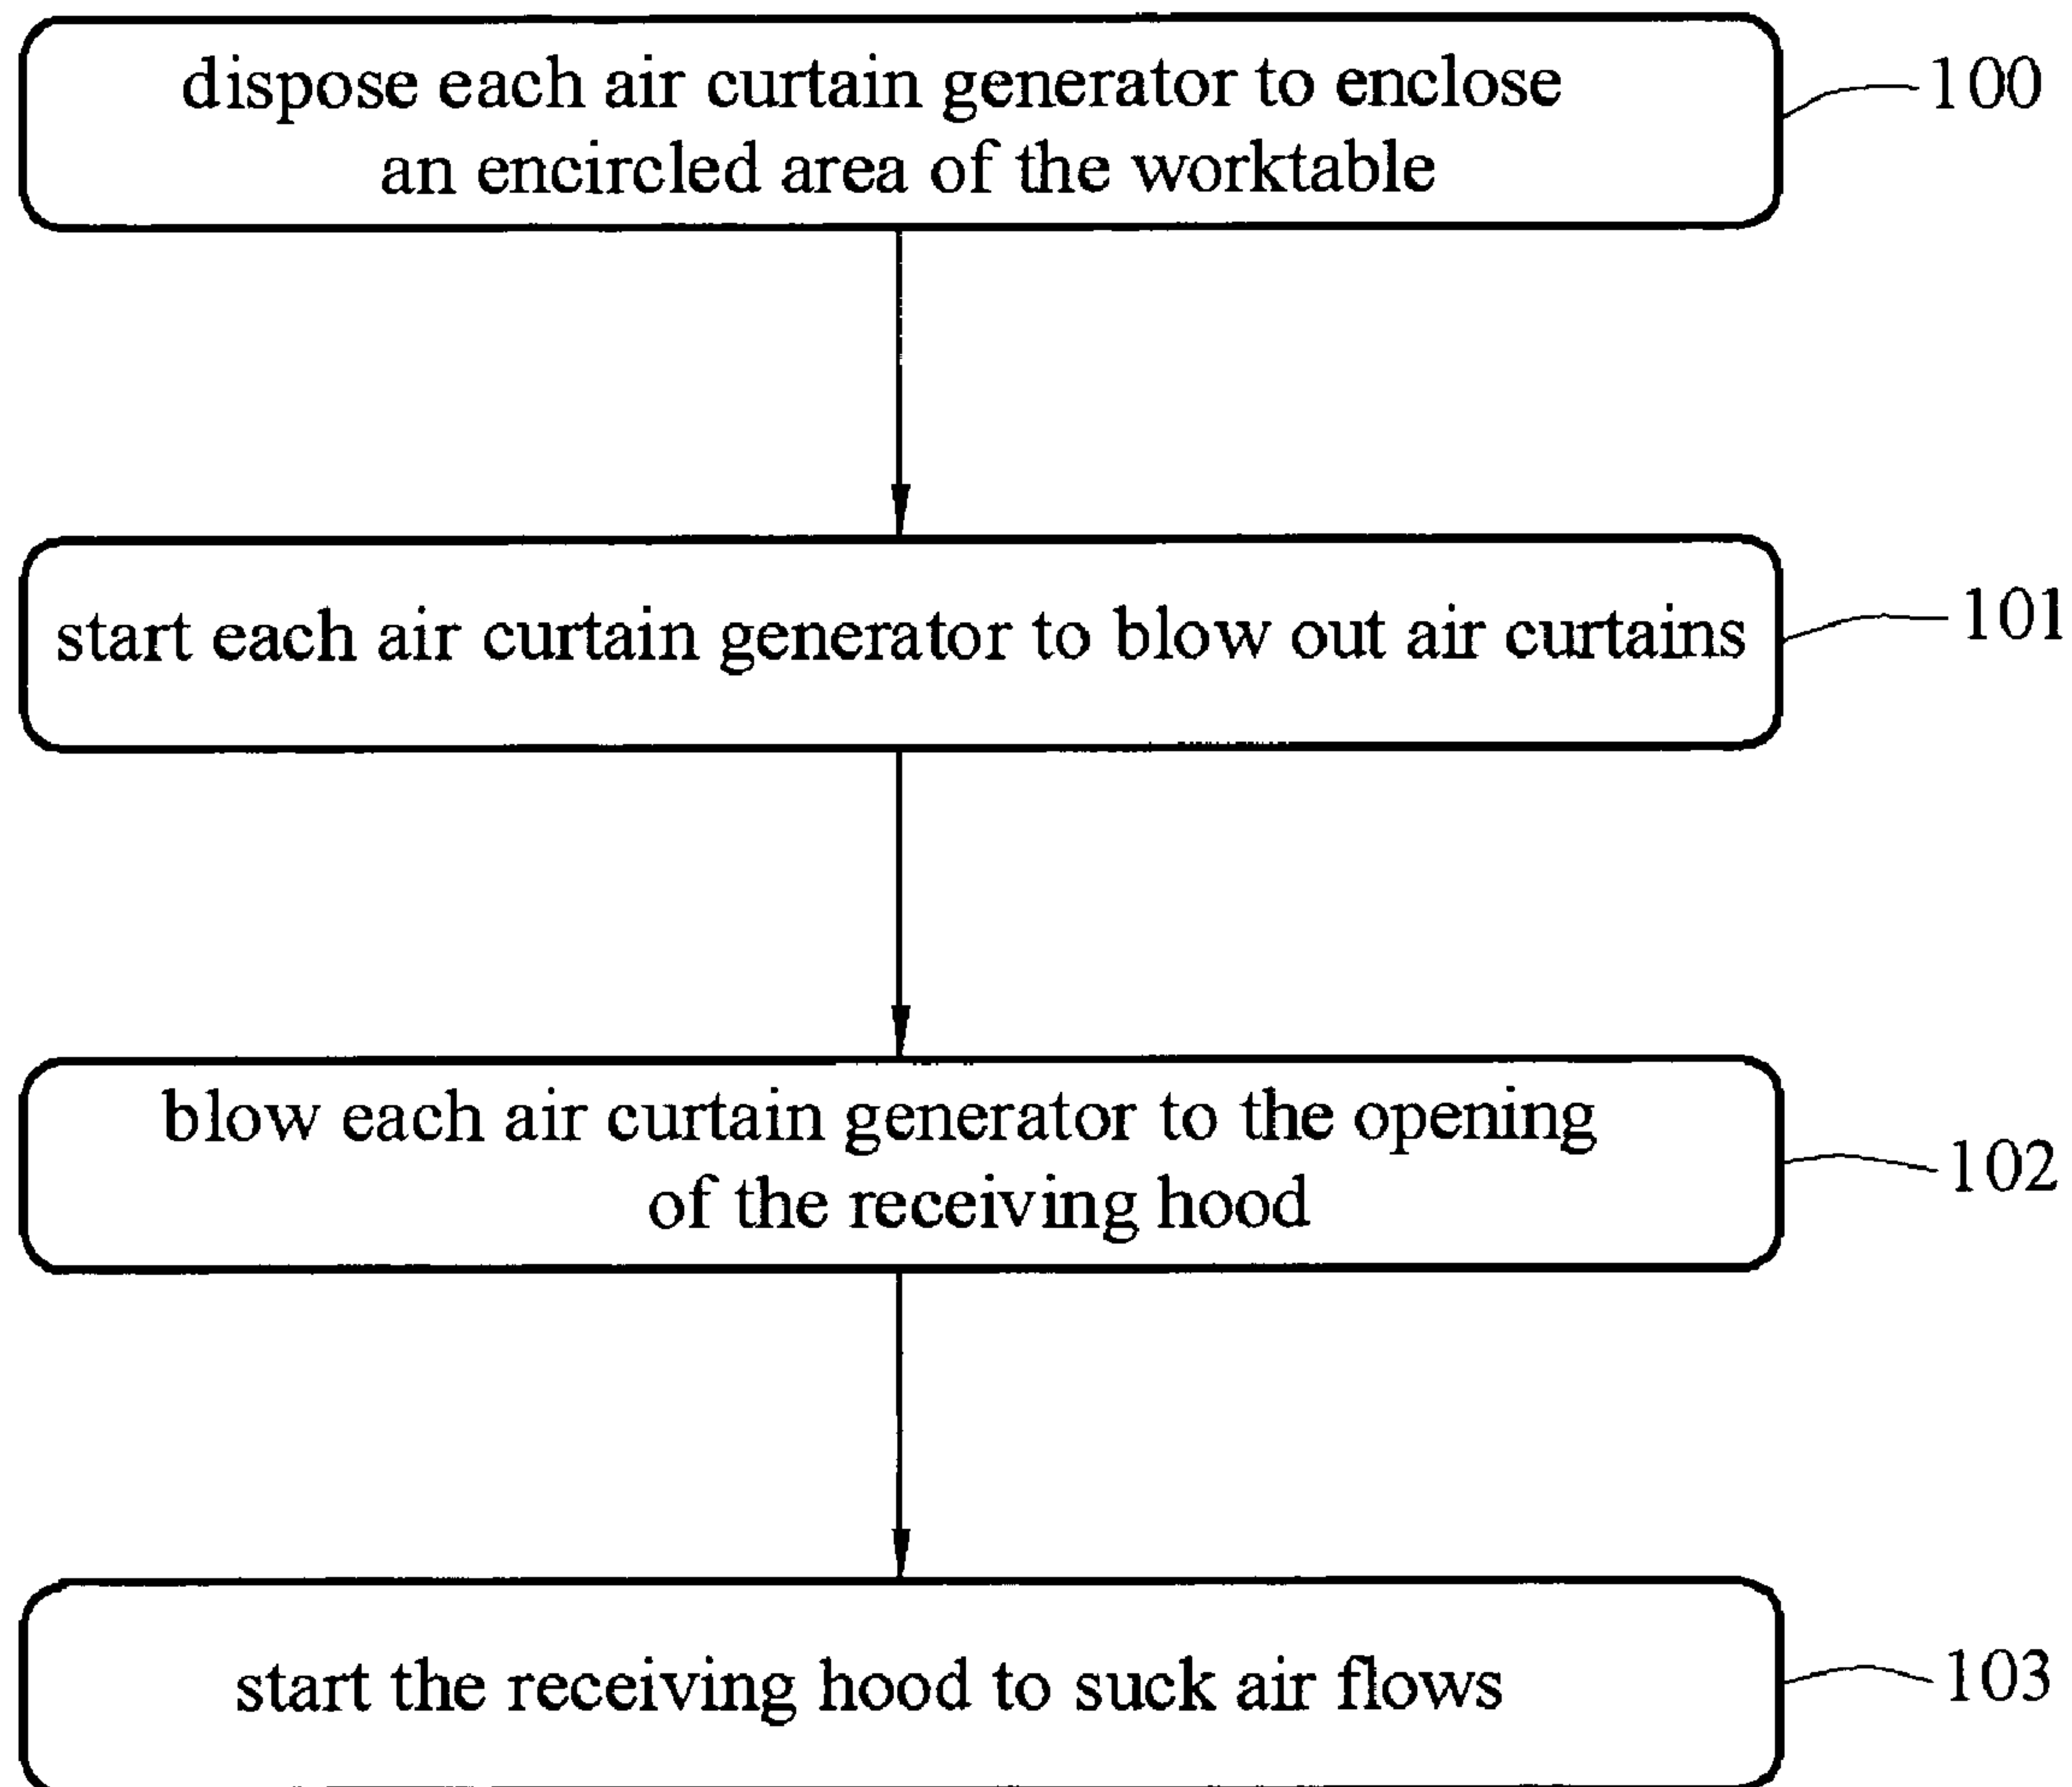 dispose each air curtain generator to enclose
an encircled area of the worktable
100
start each air curtain generator to blow out air curtains
101
blow each air curtain generator to the opening
of the receiving hood
102
start the receiving hood to suck air flows
103